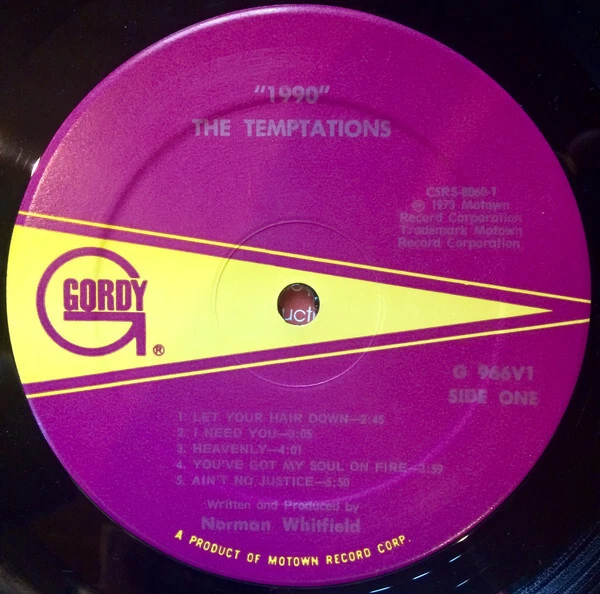 "1990"
THE TEMPTATIONS
CSRS-8060-1
℗ 1973 Motown
Record Corporation
Trademark Motown
Record Corporation
GORDY
®
G 966V1
SIDE ONE
1. LET YOUR HAIR DOWN—2:45
2. I NEED YOU—3:05
3. HEAVENLY—4:01
4. YOU'VE GOT MY SOUL ON FIRE—3:59
5. AIN'T NO JUSTICE—5:50
Written and Produced by
Norman Whitfield
A PRODUCT OF MOTOWN RECORD CORP.